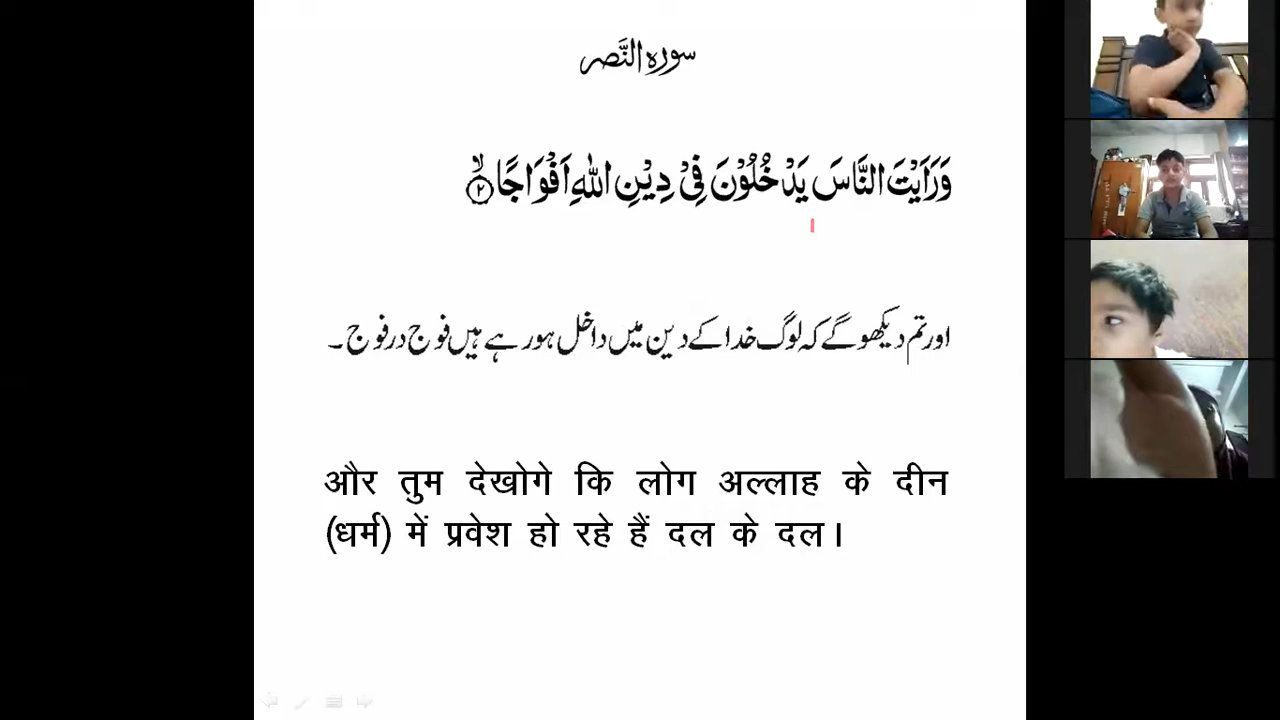 سورہ النَّصر
وَرَاَیْتَ النَّاسَ یَدْخُلُوْنَ فِیْ دِیْنِ اللّٰهِ اَفْوَاجًا ۙ﴿۲﴾
اور تم دیکھو گے کہ لوگ خدا کے دین میں داخل ہو رہے ہیں فوج در فوج ۔
और तुम देखोगे कि लोग अल्लाह के दीन
(धर्म) में प्रवेश हो रहे हैं दल के दल।